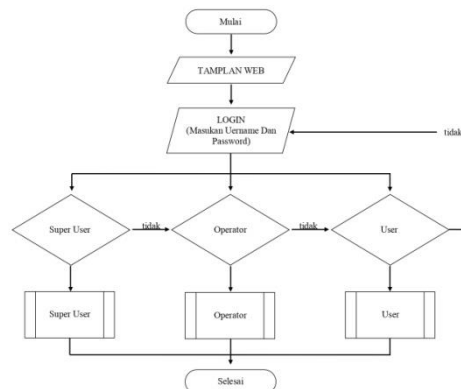 Mulai
TAMPLAN WEB
LOGIN
(Masukan Uername Dan
Password)
tidak
Super User
tidak
Operator
tidak
User
Super User
Operator
User
Selesai